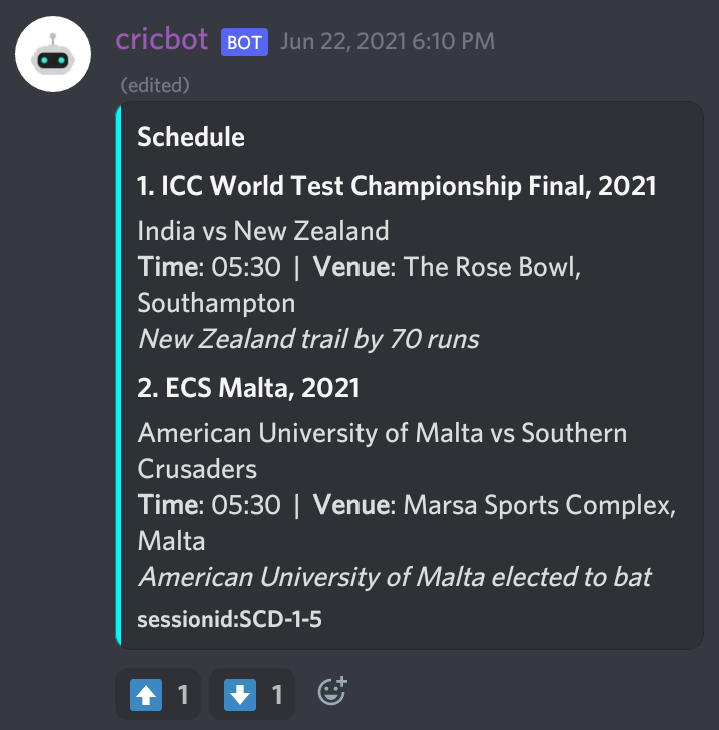 cricbot BOT Jun 22, 2021 6:10 PM
(edited)
Schedule
1. ICC World Test Championship Final, 2021
India vs New Zealand
Time: 05:30 | Venue: The Rose Bowl,
Southampton
New Zealand trail by 70 runs
2. ECS Malta, 2021
American University of Malta vs Southern
Crusaders
Time: 05:30 | Venue: Marsa Sports Complex,
Malta
American University of Malta elected to bat
sessionid:SCD-1-5
1 1